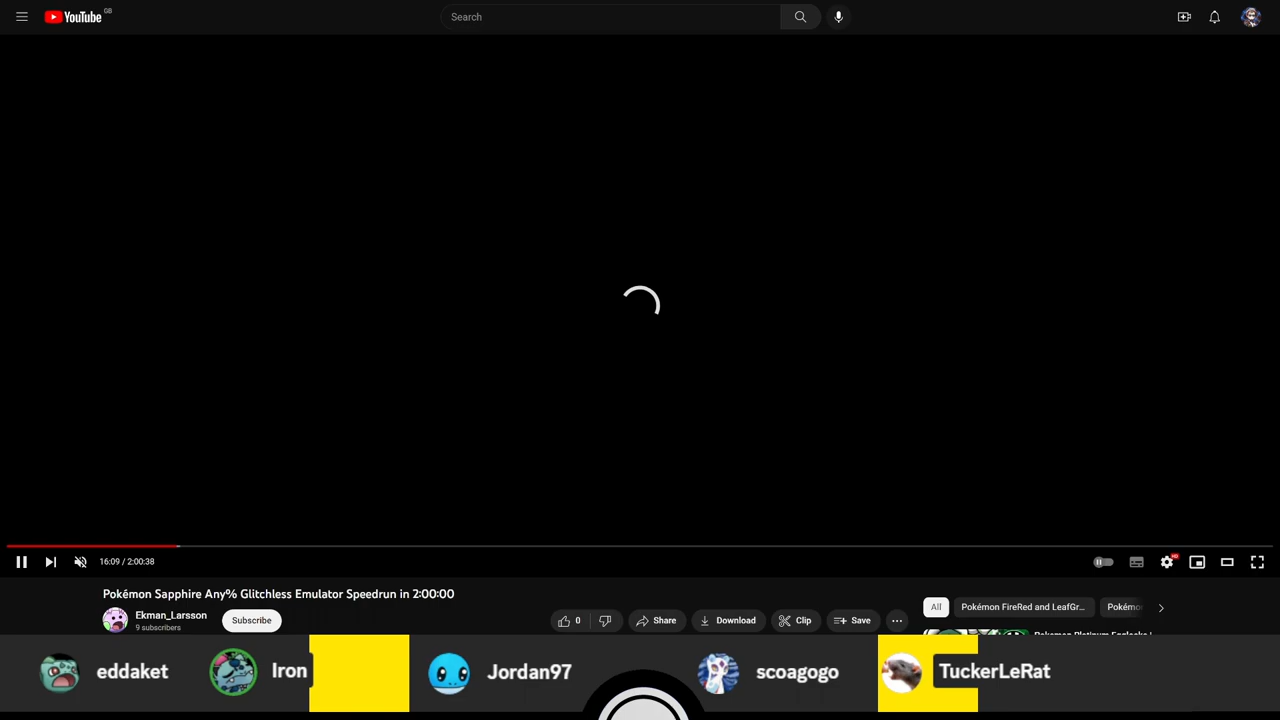 YouTube GB
Search
16:09 / 2:00:38
HD
Pokémon Sapphire Any% Glitchless Emulator Speedrun in 2:00:00
Ekman_Larsson
9 subscribers
Subscribe
0
Share
Download
Clip
Save
All
Pokémon FireRed and LeafGr...
eddaket
Iron
Jordan97
scoagogo
TuckerLeRat